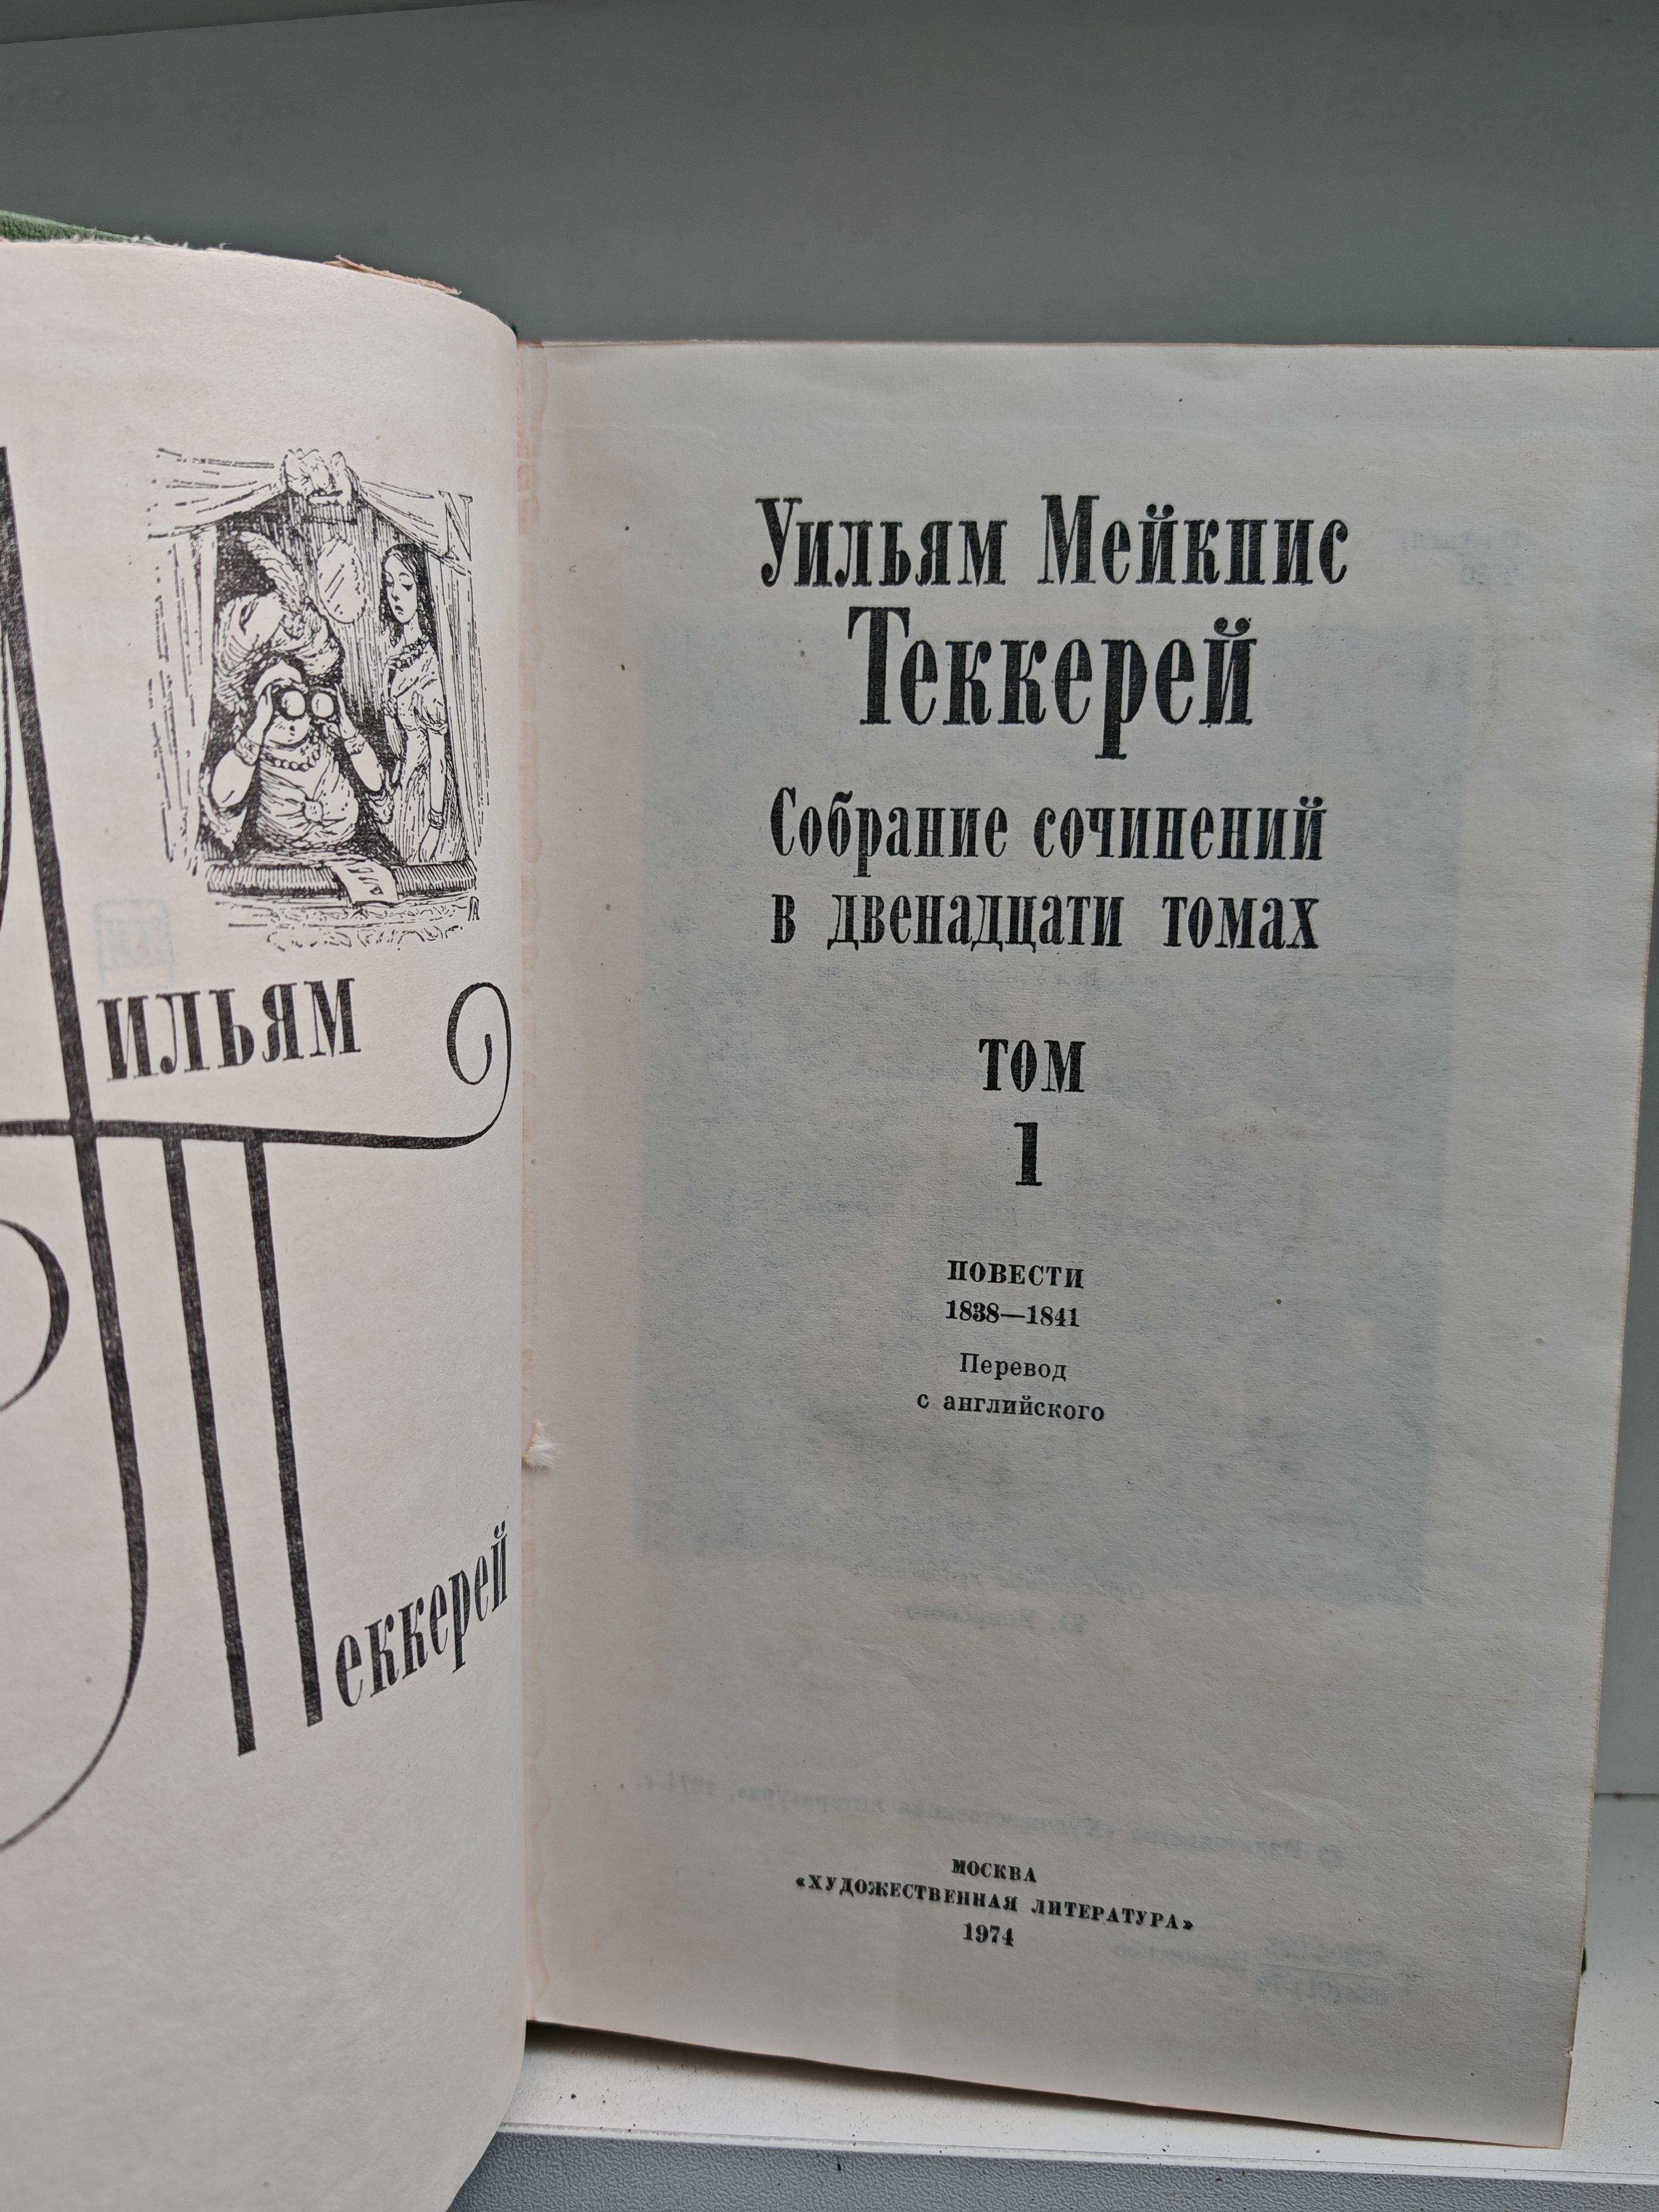 ильям
еккерей
Уильям Мейкпис
Теккерей
Собрание сочинений
в двенадцати томах
том
1
ПОВЕСТИ
1838—1841
Перевод
с английского
МОСКВА
«ХУДОЖЕСТВЕННАЯ ЛИТЕРАТУРА»
1974